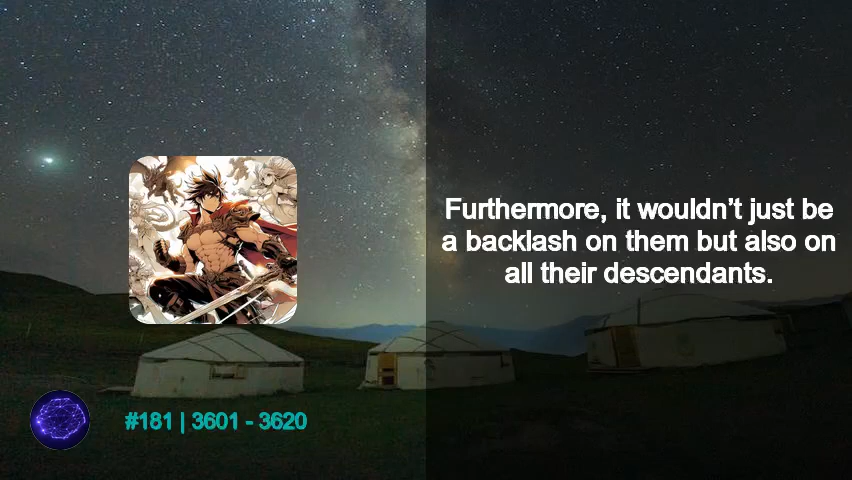 Furthermore, it wouldn’t just be
a backlash on them but also on
all their descendants.
#181 | 3601 - 3620